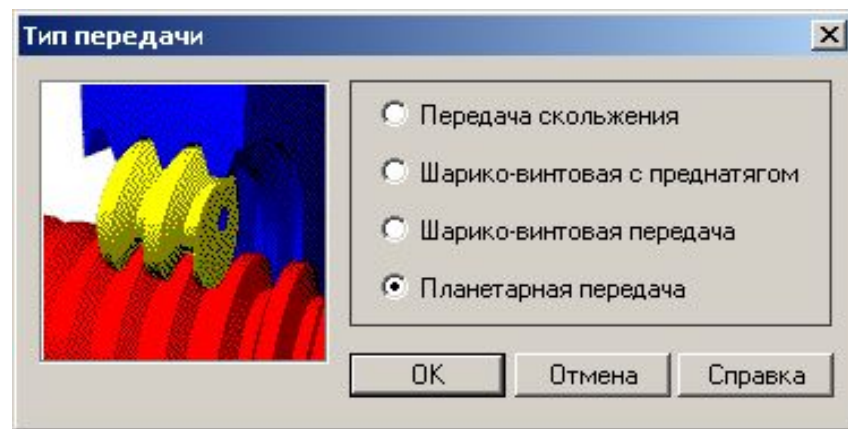 Тип передачи
Передача скольжения
Шарико-винтовая с преднатягом
Шарико-винтовая передача
Планетарная передача
OK Отмена Справка